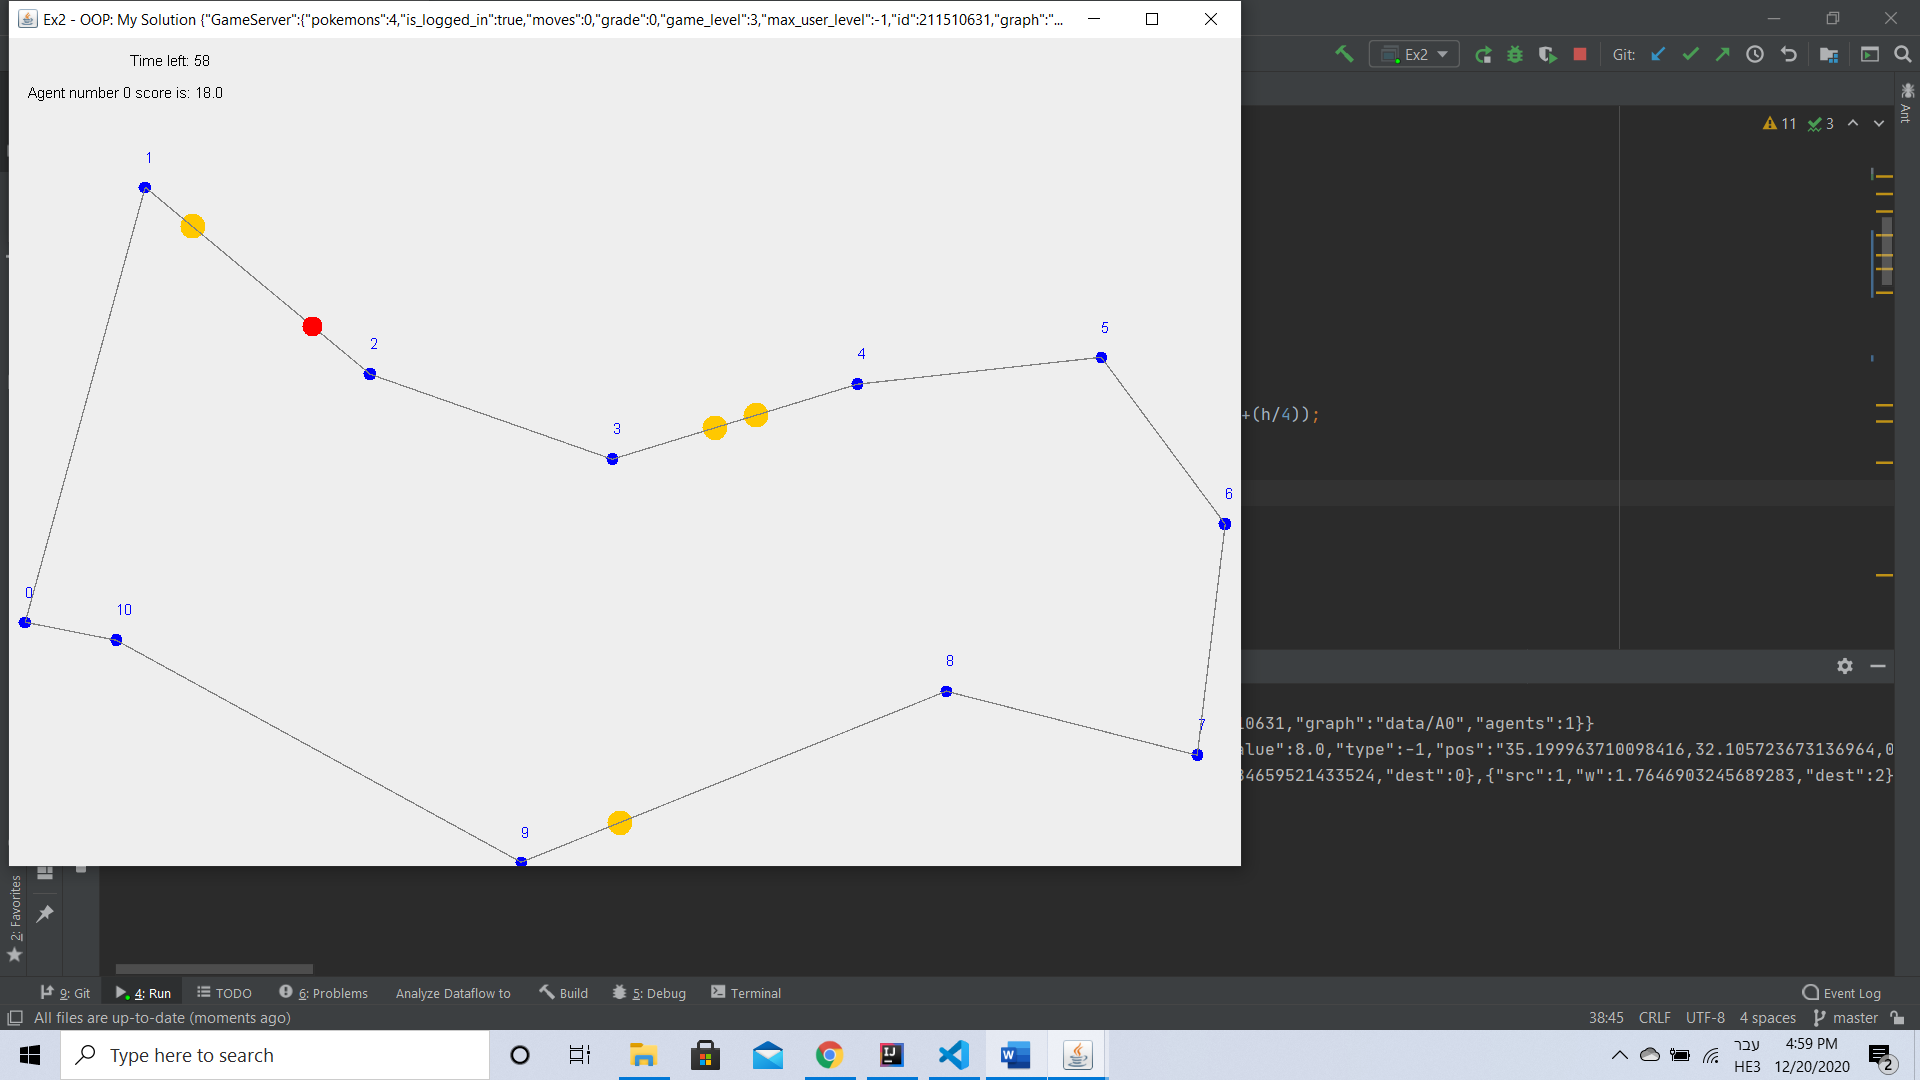 Ex2 - OOP: My Solution {"GameServer":{"pokemons":4,"is_logged_in":true,"moves":0,"grade":0,"game_level":3,"max_user_level":-1,"id":211510631,"graph":"...
Time left: 58
Agent number 0 score is: 18.0
1
2
3
4
5
6
0
10
8
7
9
Ex2
Git:
Ant
11
3
+(h/4));
10631,"graph":"data/A0","agents":1}}
alue":8.0,"type":-1,"pos":"35.199963710098416,32.105723673136964,0
34659521433524,"dest":0},{"src":1,"w":1.7646903245689283,"dest":2}
2: Favorites
9: Git
4: Run
TODO
6: Problems
Analyze Dataflow to
Build
5: Debug
Terminal
Event Log
All files are up-to-date (moments ago)
38:45
CRLF
UTF-8
4 spaces
master
Type here to search
עבר
HE3
4:59 PM
12/20/2020
2